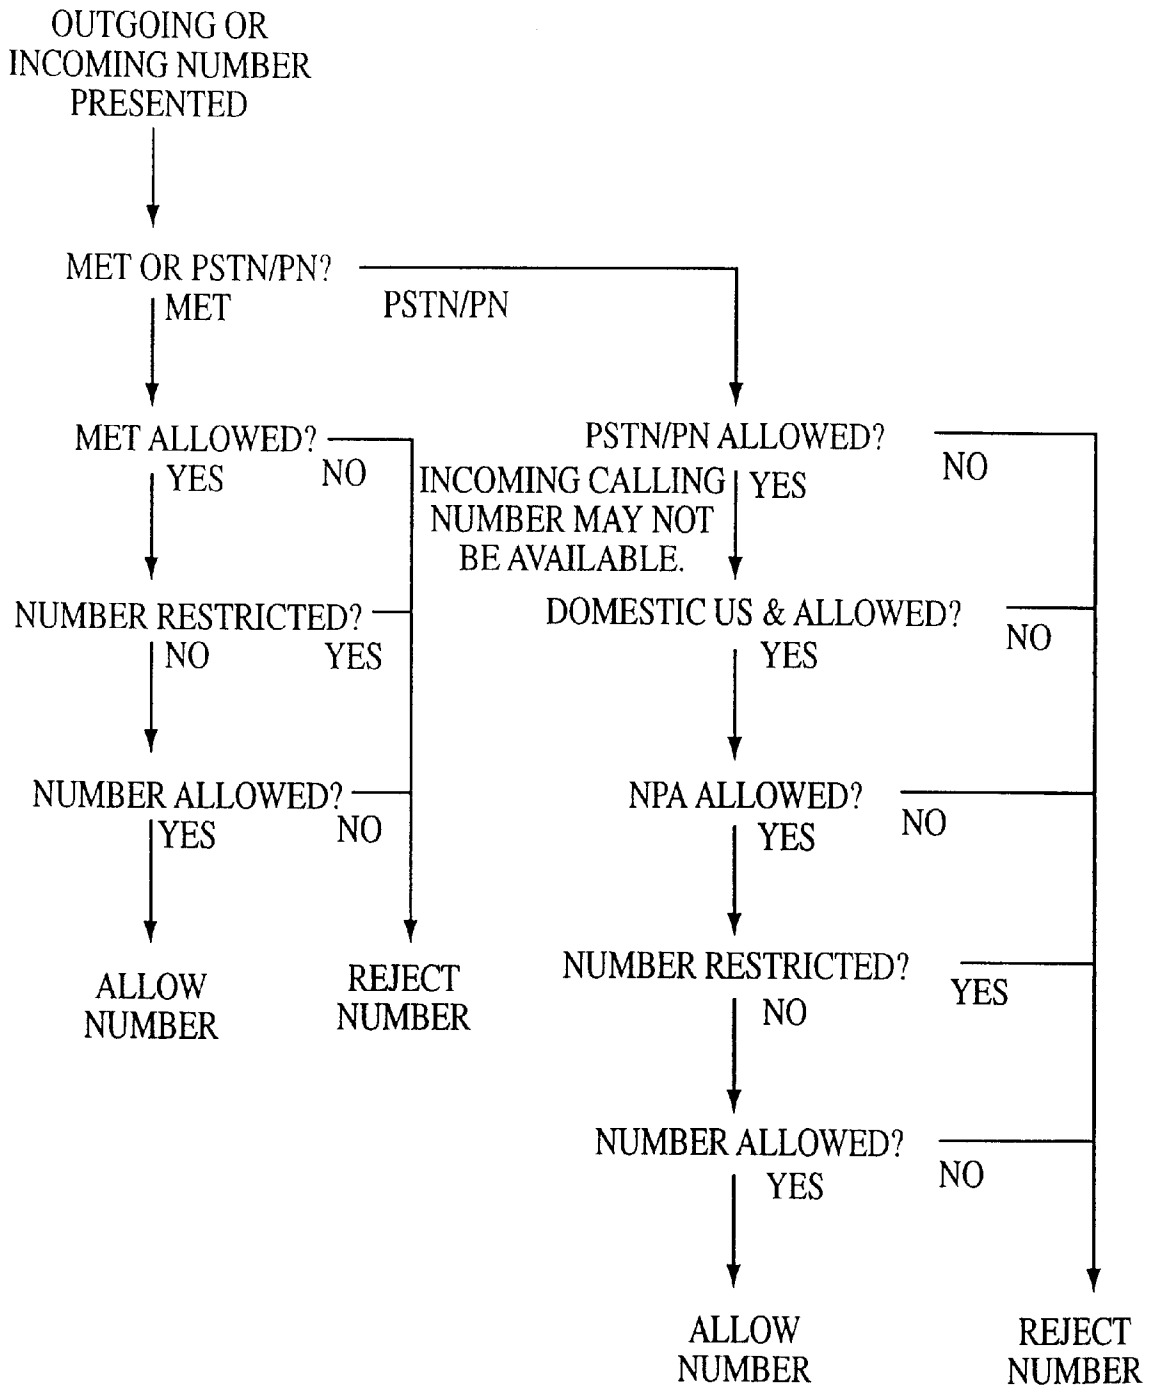 OUTGOING OR
INCOMING NUMBER
PRESENTED
MET OR PSTN/PN?
MET
PSTN/PN
MET ALLOWED?
YES
NO
PSTN/PN ALLOWED?
NO
INCOMING CALLING
NUMBER MAY NOT
BE AVAILABLE.
YES
NUMBER RESTRICTED?
NO
YES
DOMESTIC US & ALLOWED?
YES
NO
NUMBER ALLOWED?
YES
NO
NPA ALLOWED?
YES
NO
ALLOW
NUMBER
REJECT
NUMBER
NUMBER RESTRICTED?
NO
YES
NUMBER ALLOWED?
YES
NO
ALLOW
NUMBER
REJECT
NUMBER